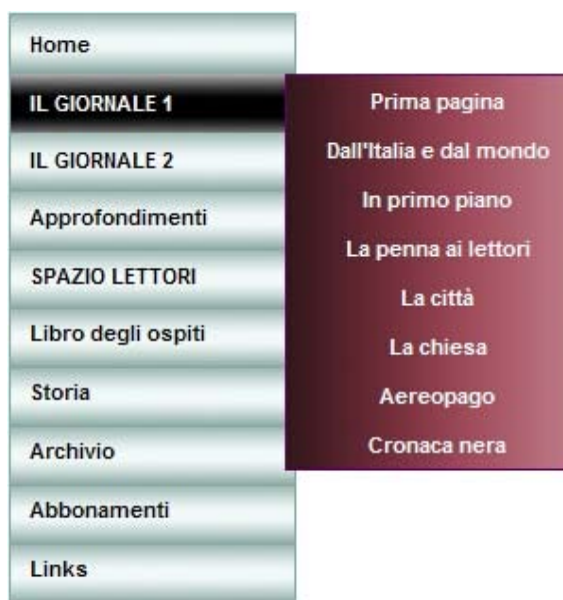 Home
IL GIORNALE 1
IL GIORNALE 2
Approfondimenti
SPAZIO LETTORI
Libro degli ospiti
Storia
Archivio
Abbonamenti
Links
Prima pagina
Dall'Italia e dal mondo
In primo piano
La penna ai lettori
La città
La chiesa
Aereopago
Cronaca nera